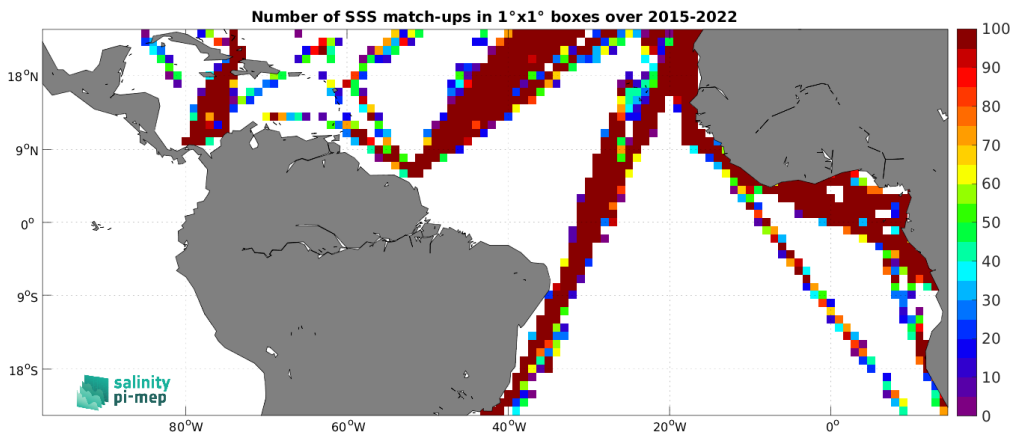 Number of SSS match-ups in 1°x1° boxes over 2015-2022
100
90
80
70
60
50
40
30
20
10
0
18°N
9°N
0°
9°S
18°S
80°W
60°W
40°W
20°W
0°
salinity
pi-mep